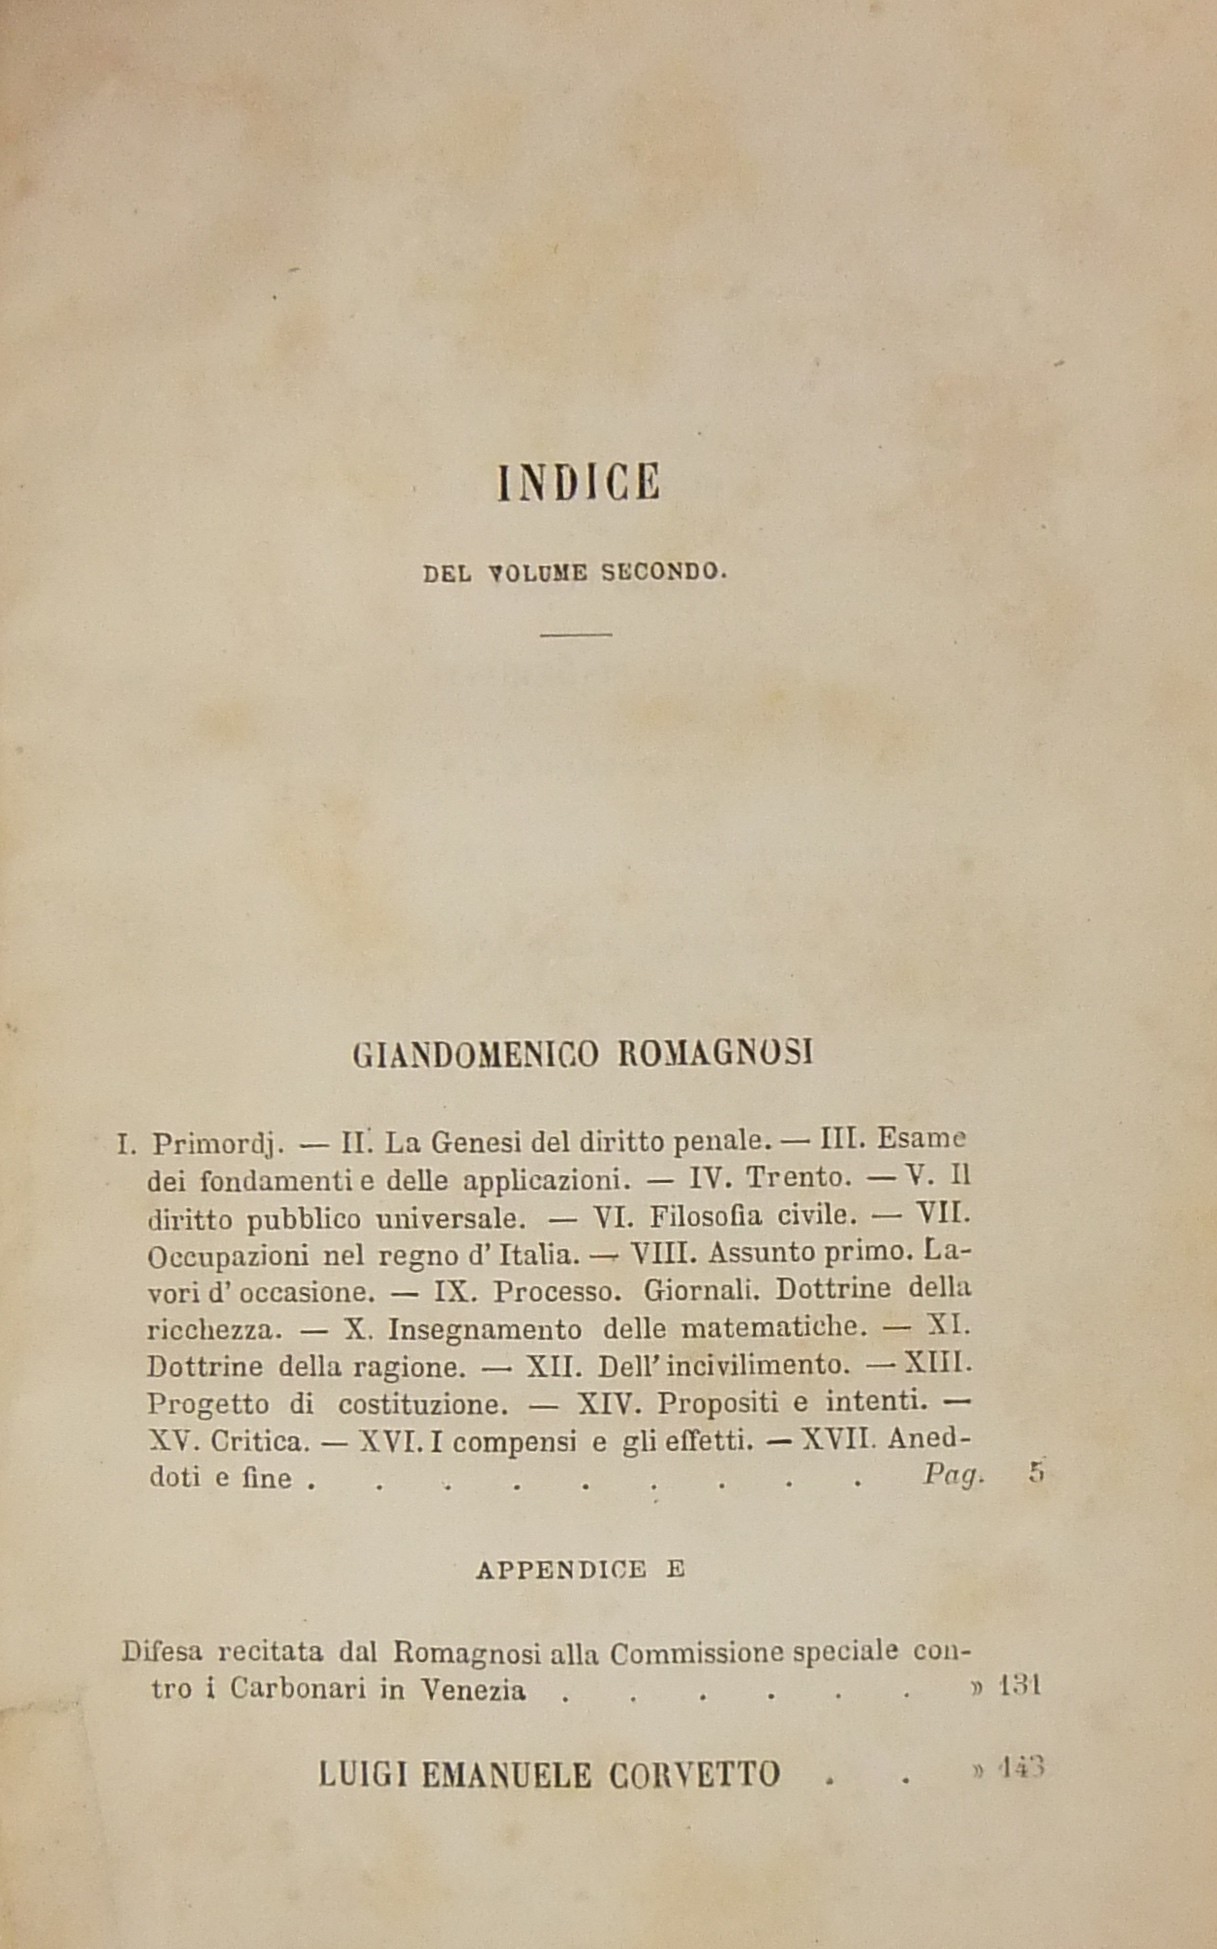 INDICE
DEL VOLUME SECONDO.
GIANDOMENICO ROMAGNOSI
I. Primordj. — II. La Genesi del diritto penale. — III. Esame
dei fondamenti e delle applicazioni. — IV. Trento. — V. Il
diritto pubblico universale. — VI. Filosofia civile. — VII.
Occupazioni nel regno d' Italia. — VIII. Assunto primo. La-
vori d' occasione. — IX. Processo. Giornali. Dottrine della
ricchezza. — X. Insegnamento delle matematiche. — XI.
Dottrine della ragione. — XII. Dell' incivilimento. — XIII.
Progetto di costituzione. — XIV. Propositi e intenti. —
XV. Critica. — XVI. I compensi e gli effetti. — XVII. Aned-
doti e fine . . . . . . . . . Pag. 5
APPENDICE E
Difesa recitata dal Romagnosi alla Commissione speciale con-
tro i Carbonari in Venezia . . . . . . » 131
LUIGI EMANUELE CORVETTO . . » 143